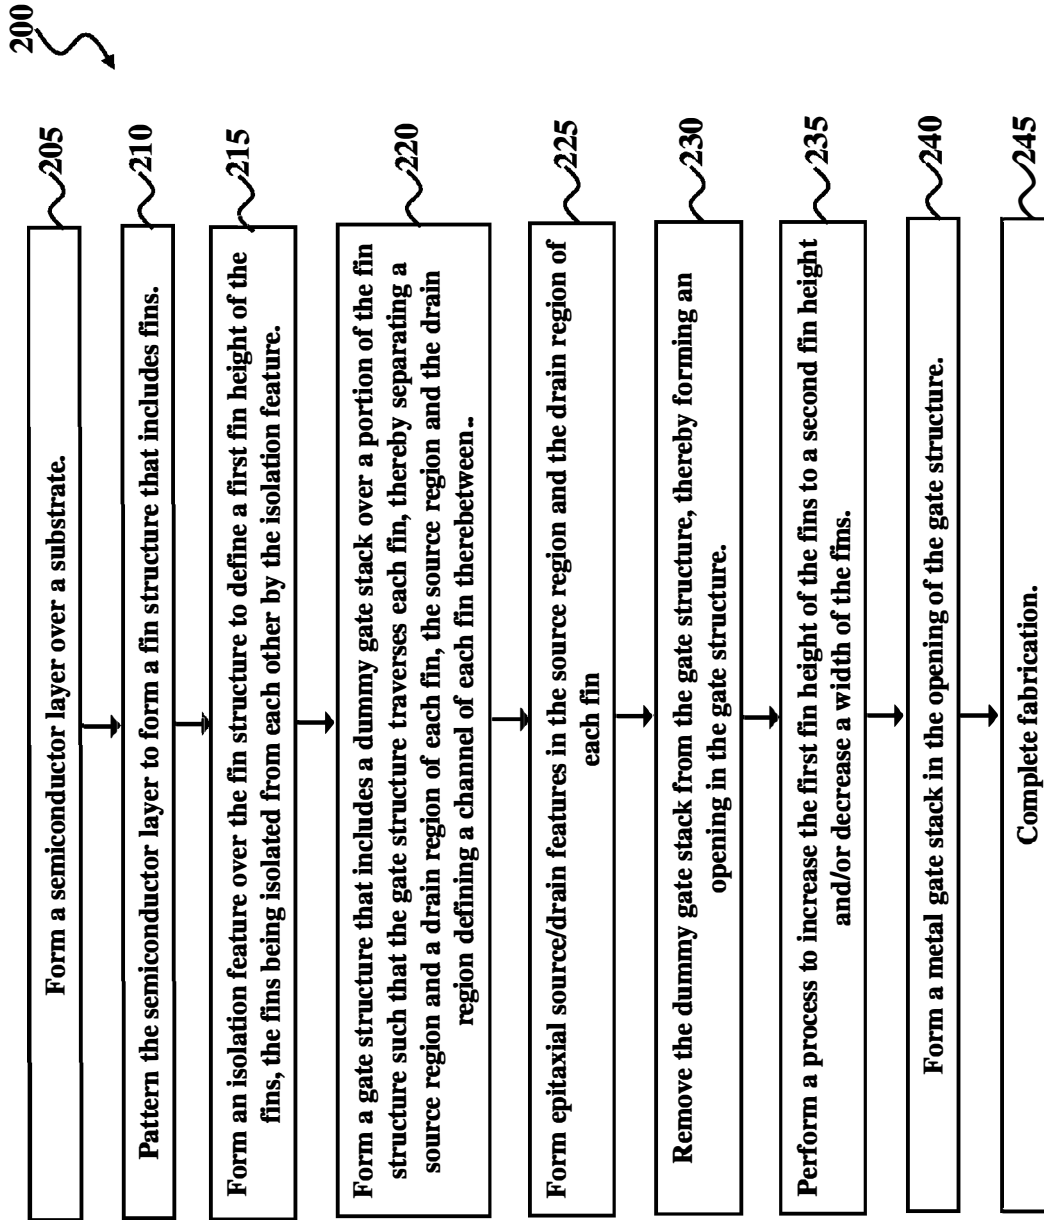 200
Form a semiconductor layer over a substrate.
205
Pattern the semiconductor layer to form a fin structure that includes fins.
210
Form an isolation feature over the fin structure to define a first fin height of the
fins, the fins being isolated from each other by the isolation feature.
215
Form a gate structure that includes a dummy gate stack over a portion of the fin
structure such that the gate structure traverses each fin, thereby separating a
source region and a drain region of each fin, the source region and the drain
region defining a channel of each fin therebetween..
220
Form epitaxial source/drain features in the source region and the drain region of
each fin
225
Remove the dummy gate stack from the gate structure, thereby forming an
opening in the gate structure.
230
Perform a process to increase the first fin height of the fins to a second fin height
and/or decrease a width of the fins.
235
Form a metal gate stack in the opening of the gate structure.
240
Complete fabrication.
245